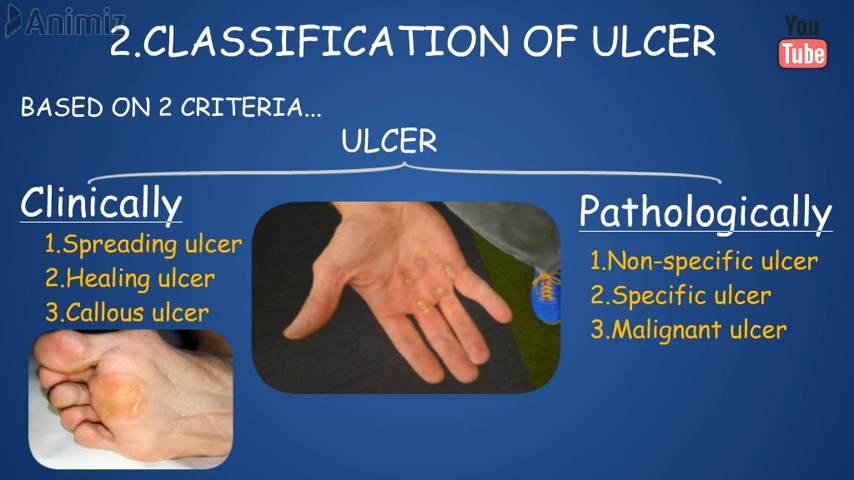 Animiz
2.CLASSIFICATION OF ULCER
You
Tube
BASED ON 2 CRITERIA...
ULCER
Clinically
1.Spreading ulcer
2.Healing ulcer
3.Callous ulcer
Pathologically
1.Non-specific ulcer
2.Specific ulcer
3.Malignant ulcer